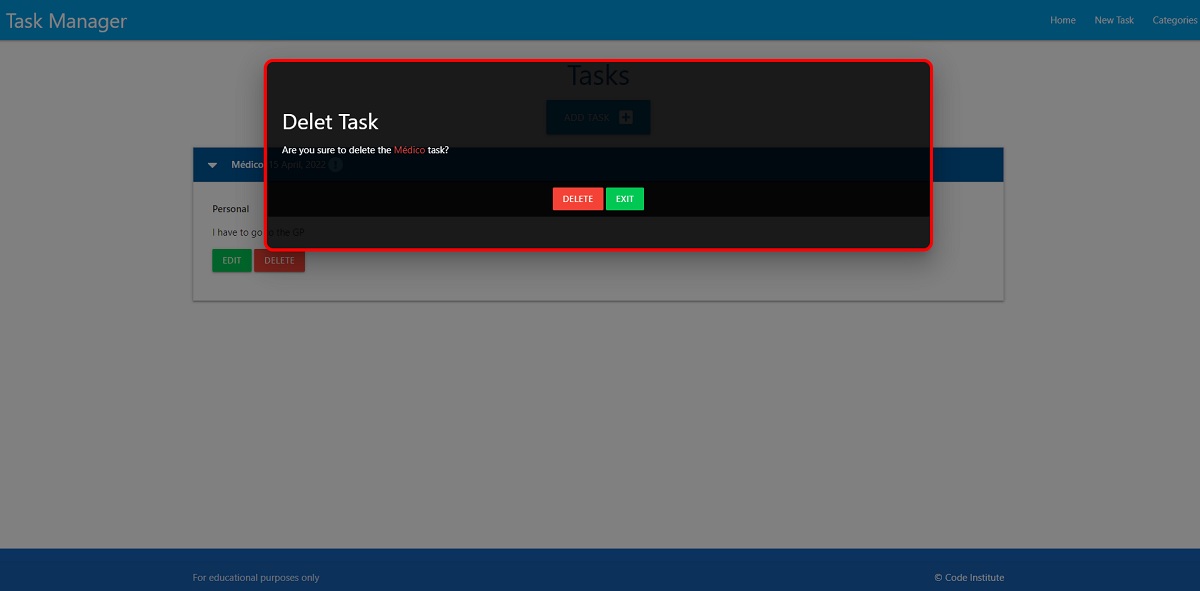 Task Manager
Home New Task Categories
Tasks
ADD TASK
Delet Task
Are you sure to delete the Médico task?
Médico 15 April, 2022
DELETE EXIT
Personal
I have to go to the GP
EDIT DELETE
For educational purposes only
© Code Institute